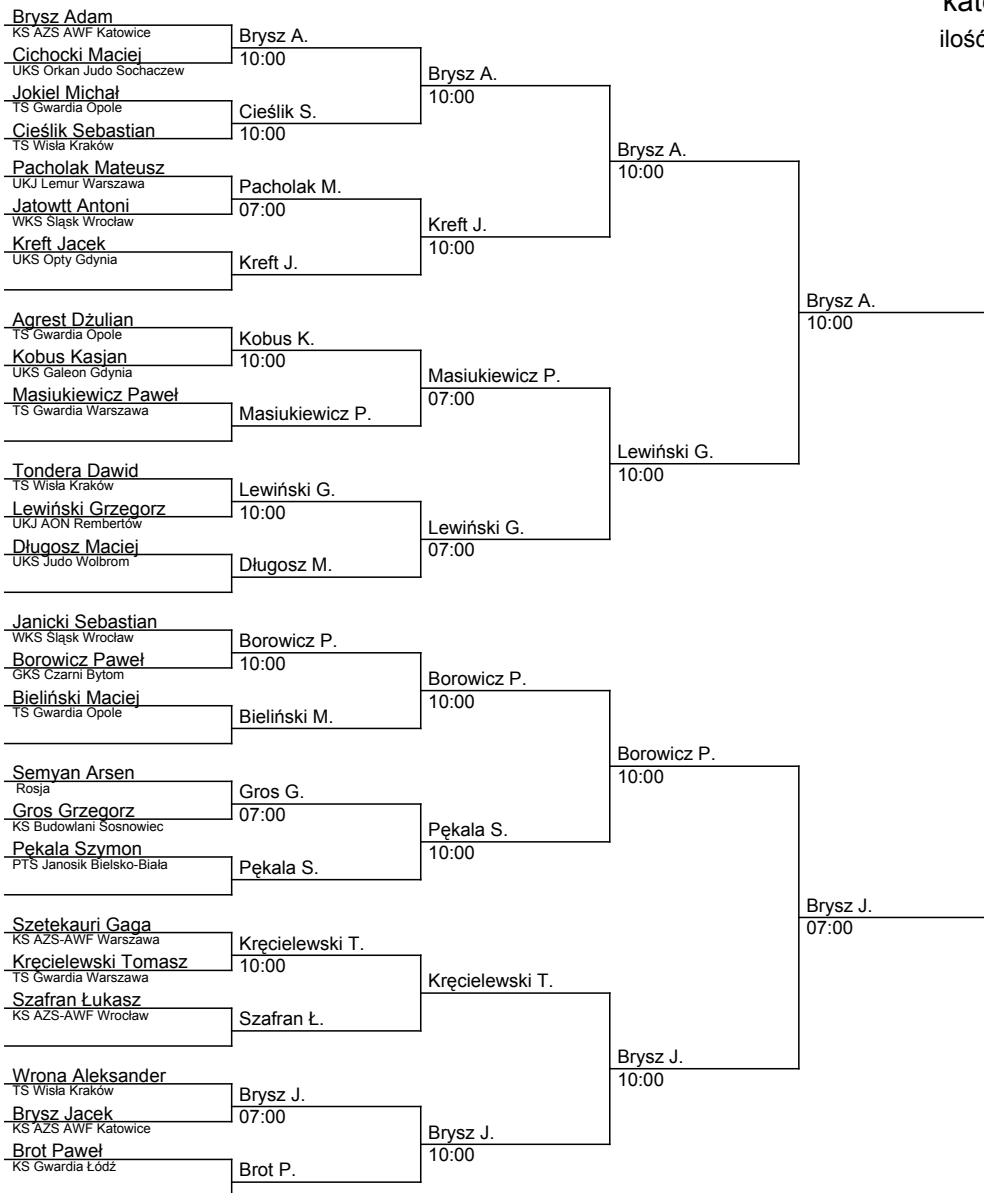 kat
ilość
Brysz Adam
KS AZS AWF Katowice
Cichocki Maciej
UKS Orkan Judo Sochaczew
Jokiel Michał
TS Gwardia Opole
Cieślik Sebastian
TS Wisła Kraków
Pacholak Mateusz
UKJ Lemur Warszawa
Jatowtt Antoni
WKS Śląsk Wrocław
Kreft Jacek
UKS Opty Gdynia
Agrest Dżulian
TS Gwardia Opole
Kobus Kasjan
UKS Galeon Gdynia
Masiukiewicz Paweł
TS Gwardia Warszawa
Tondera Dawid
TS Wisła Kraków
Lewiński Grzegorz
UKJ AON Rembertów
Długosz Maciej
UKS Judo Wolbrom
Janicki Sebastian
WKS Śląsk Wrocław
Borowicz Paweł
GKS Czarni Bytom
Bieliński Maciej
TS Gwardia Opole
Semyan Arsen
Rosja
Gros Grzegorz
KS Budowlani Sosnowiec
Pękala Szymon
PTS Janosik Bielsko-Biała
Szetekauri Gaga
KS AZS-AWF Warszawa
Kręcielewski Tomasz
TS Gwardia Warszawa
Szafran Łukasz
KS AZS-AWF Wrocław
Wrona Aleksander
TS Wisła Kraków
Brysz Jacek
KS AZS AWF Katowice
Brot Paweł
KS Gwardia Łódź
Brysz A.
10:00
Cieślik S.
10:00
Pacholak M.
07:00
Kreft J.
Kobus K.
10:00
Masiukiewicz P.
Lewiński G.
10:00
Długosz M.
Borowicz P.
10:00
Bieliński M.
Gros G.
07:00
Pękala S.
Kręcielewski T.
10:00
Szafran Ł.
Brysz J.
07:00
Brot P.
Brysz A.
10:00
Kreft J.
10:00
Masiukiewicz P.
07:00
Lewiński G.
07:00
Borowicz P.
10:00
Pękala S.
10:00
Kręcielewski T.
Brysz J.
10:00
Brysz A.
10:00
Lewiński G.
10:00
Borowicz P.
10:00
Brysz J.
10:00
Brysz A.
10:00
Brysz J.
07:00